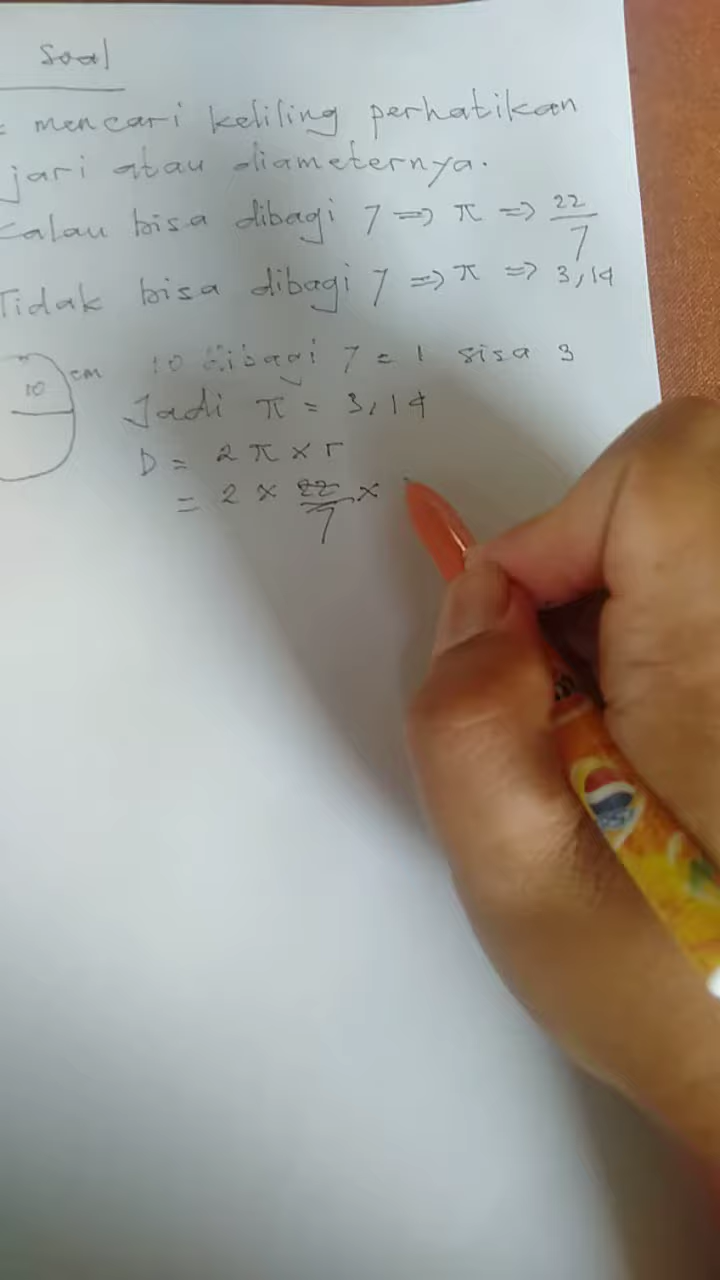 Soal
mencari keliling perhatikan
jari atau diameternya.
Kalau bisa dibagi 7 => π => 22/7
Tidak bisa dibagi 7 => π => 3,14
10 cm 10 dibagi 7 = 1 sisa 3
Jadi π = 3,14
D = 2 π × r
= 2 × 22/7 ×